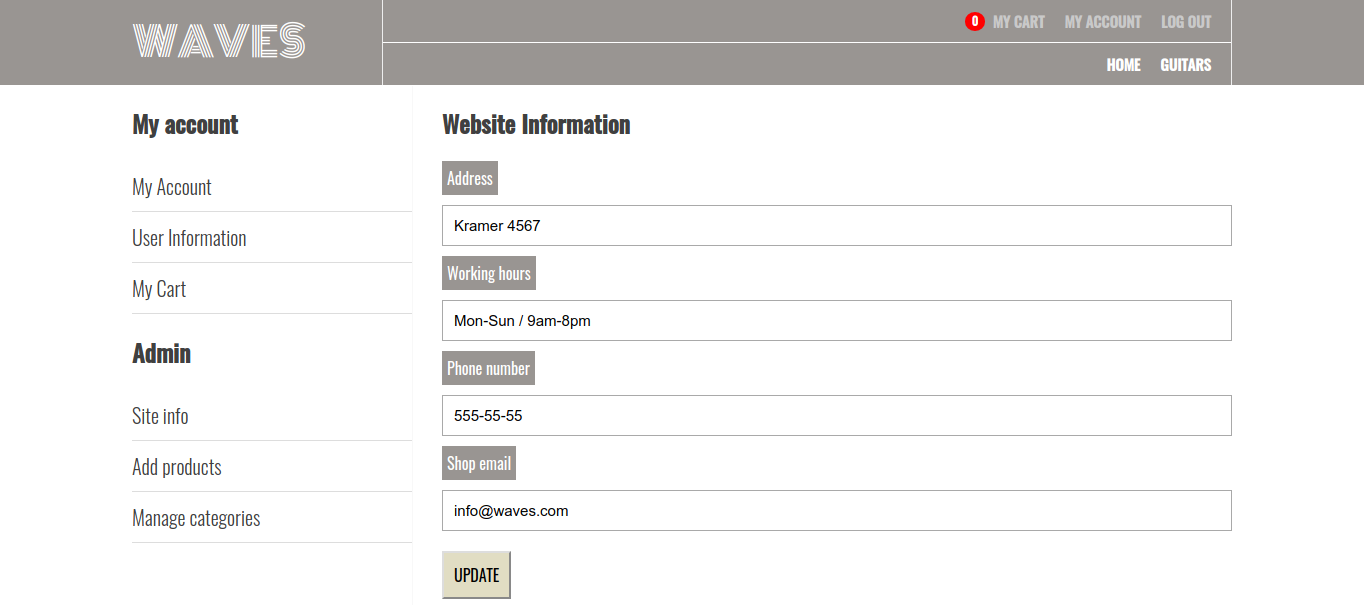 WAVES
0 MY CART MY ACCOUNT LOG OUT
HOME GUITARS
My account
My Account
User Information
My Cart
Admin
Site info
Add products
Manage categories
Website Information
Address
Kramer 4567
Working hours
Mon-Sun / 9am-8pm
Phone number
555-55-55
Shop email
info@waves.com
UPDATE